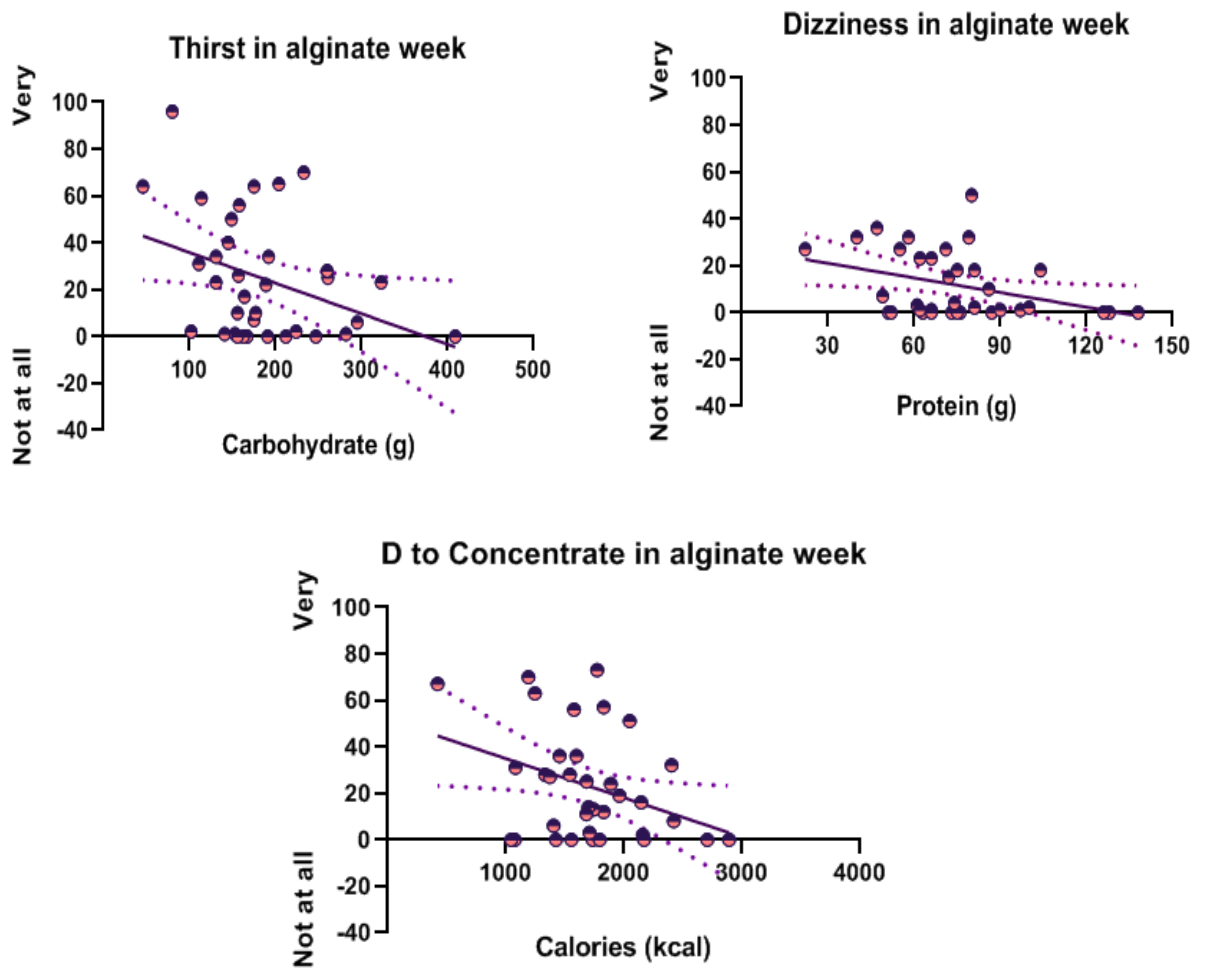 Thirst in alginate week
Very
100
80
60
40
20
0
-20
-40
Not at all
100 200 300 400 500
Carbohydrate (g)
Dizziness in alginate week
Very
100
80
60
40
20
0
-20
-40
Not at all
30 60 90 120 150
Protein (g)
D to Concentrate in alginate week
Very
100
80
60
40
20
0
-20
-40
Not at all
1000 2000 3000 4000
Calories (kcal)